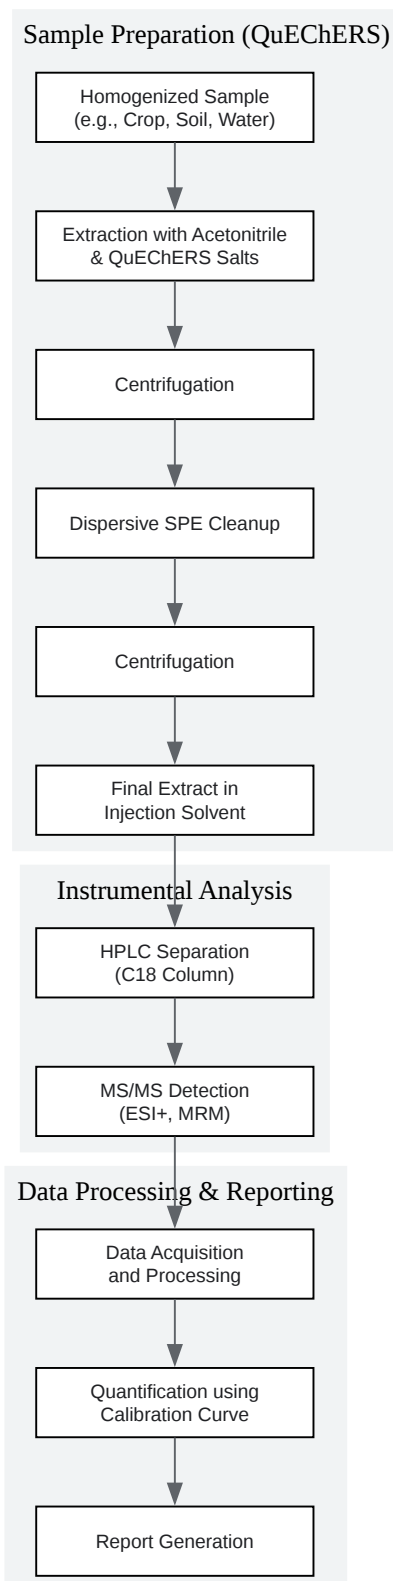 Sample Preparation (QuEChERS)
Homogenized Sample
(e.g., Crop, Soil, Water)
Extraction with Acetonitrile
& QuEChERS Salts
Centrifugation
Dispersive SPE Cleanup
Centrifugation
Final Extract in
Injection Solvent
Instrumental Analysis
HPLC Separation
(C18 Column)
MS/MS Detection
(ESI+, MRM)
Data Processing & Reporting
Data Acquisition
and Processing
Quantification using
Calibration Curve
Report Generation